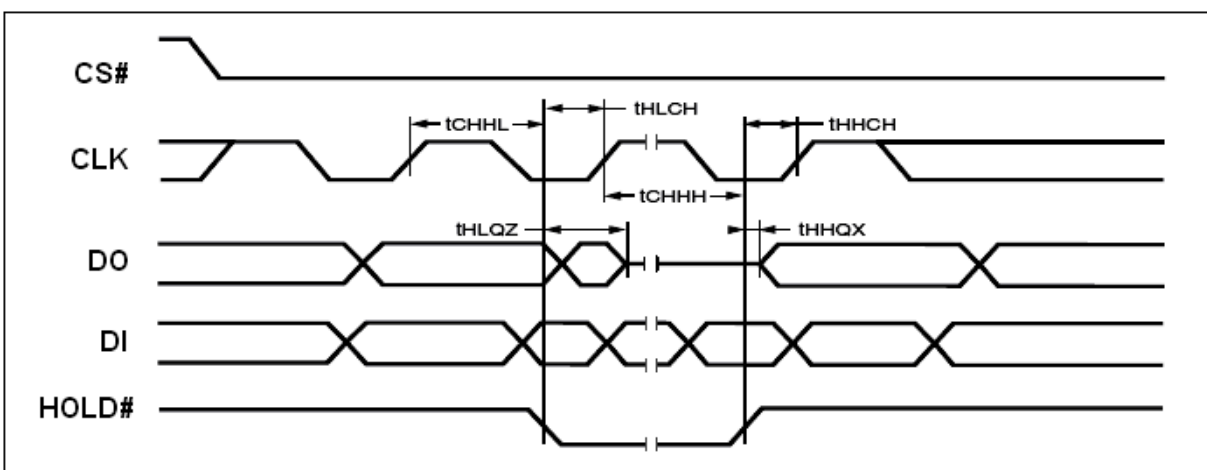 CS#
tCHHL
tHLCH
tHHCH
CLK
tCHHH
tHLQZ
tHHQX
DO
DI
HOLD#